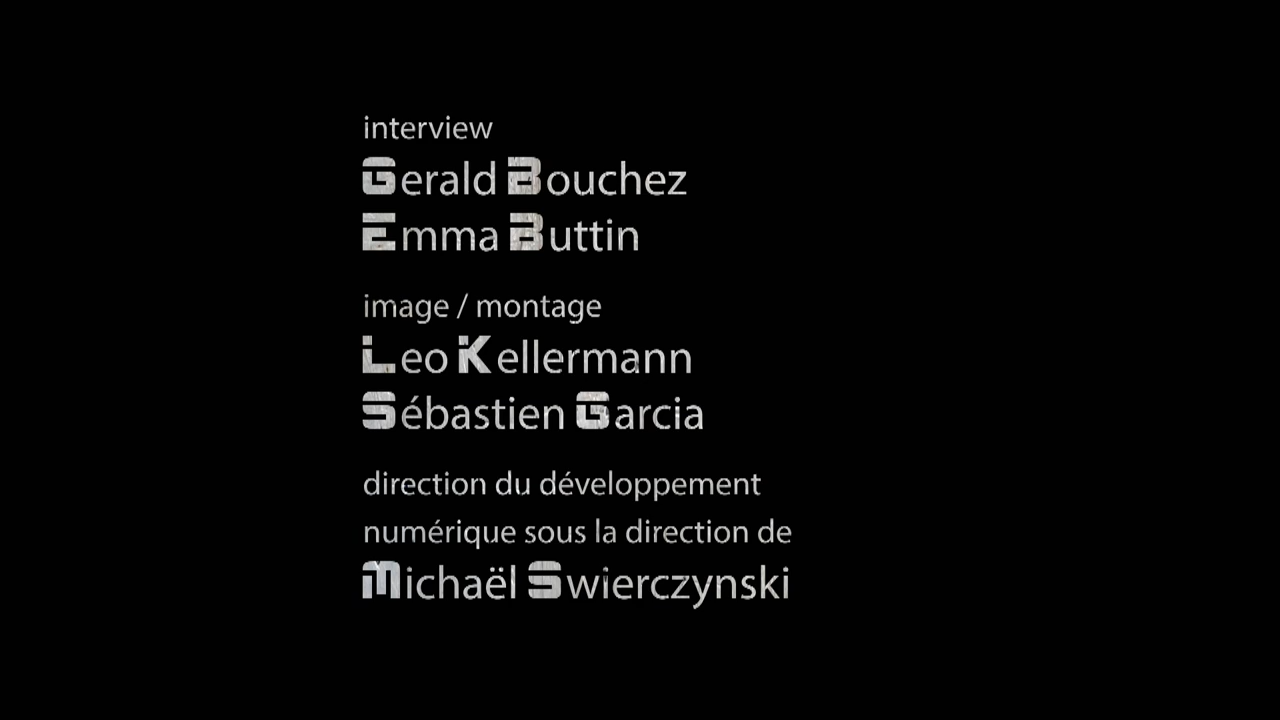 interview
Gerald Bouchez
Emma Buttin
image / montage
Leo Kellermann
Sébastien Garcia
direction du développement
numérique sous la direction de
Michaël Swierczynski